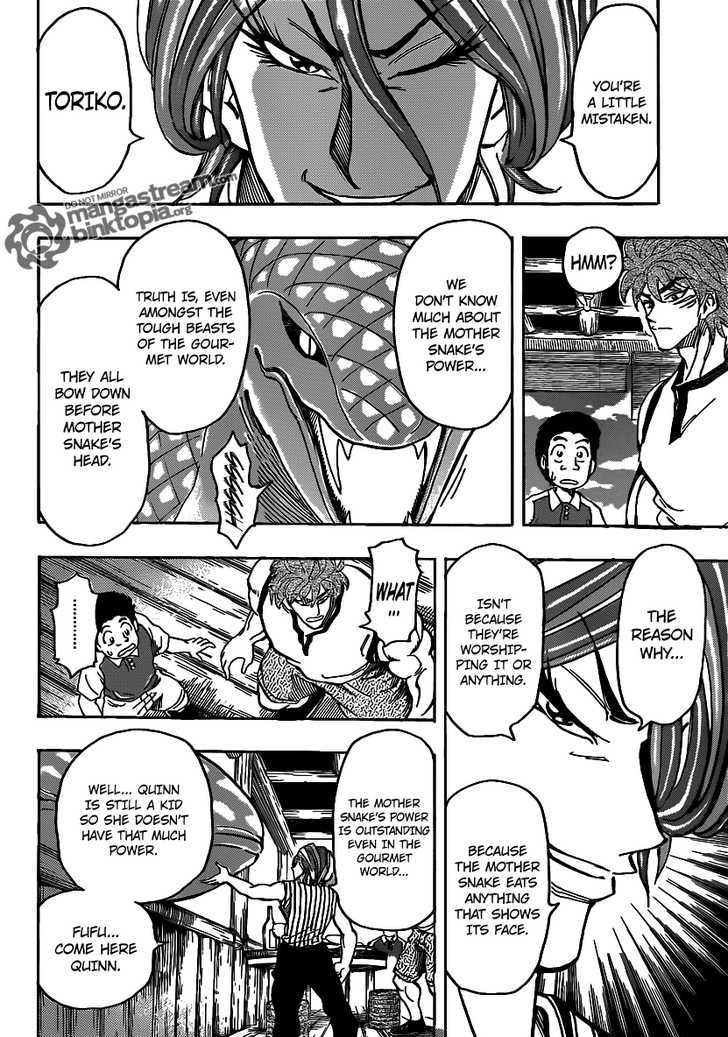 YOU'RE
A LITTLE
MISTAKEN.
TORIKO.
DO NOT MIRROR
mangastream.com
binktopia.org
HMM?
WE
DON'T KNOW
MUCH ABOUT
THE MOTHER
SNAKE'S
POWER...
TRUTH IS, EVEN
AMONGST THE
TOUGH BEASTS
OF THE GOUR-
MET WORLD.
THEY ALL
BOW DOWN
BEFORE
MOTHER
SNAKE'S
HEAD.
THE
REASON
WHY...
ISN'T
BECAUSE
THEY'RE
WORSHIP-
PING IT OR
ANYTHING.
WHAT
...
..........
BECAUSE
THE MOTHER
SNAKE EATS
ANYTHING
THAT SHOWS
ITS FACE.
THE MOTHER
SNAKE'S POWER
IS OUTSTANDING
EVEN IN THE
GOURMET
WORLD...
WELL... QUINN
IS STILL A KID
SO SHE DOESN'T
HAVE THAT MUCH
POWER.
FUFU...
COME HERE
QUINN.